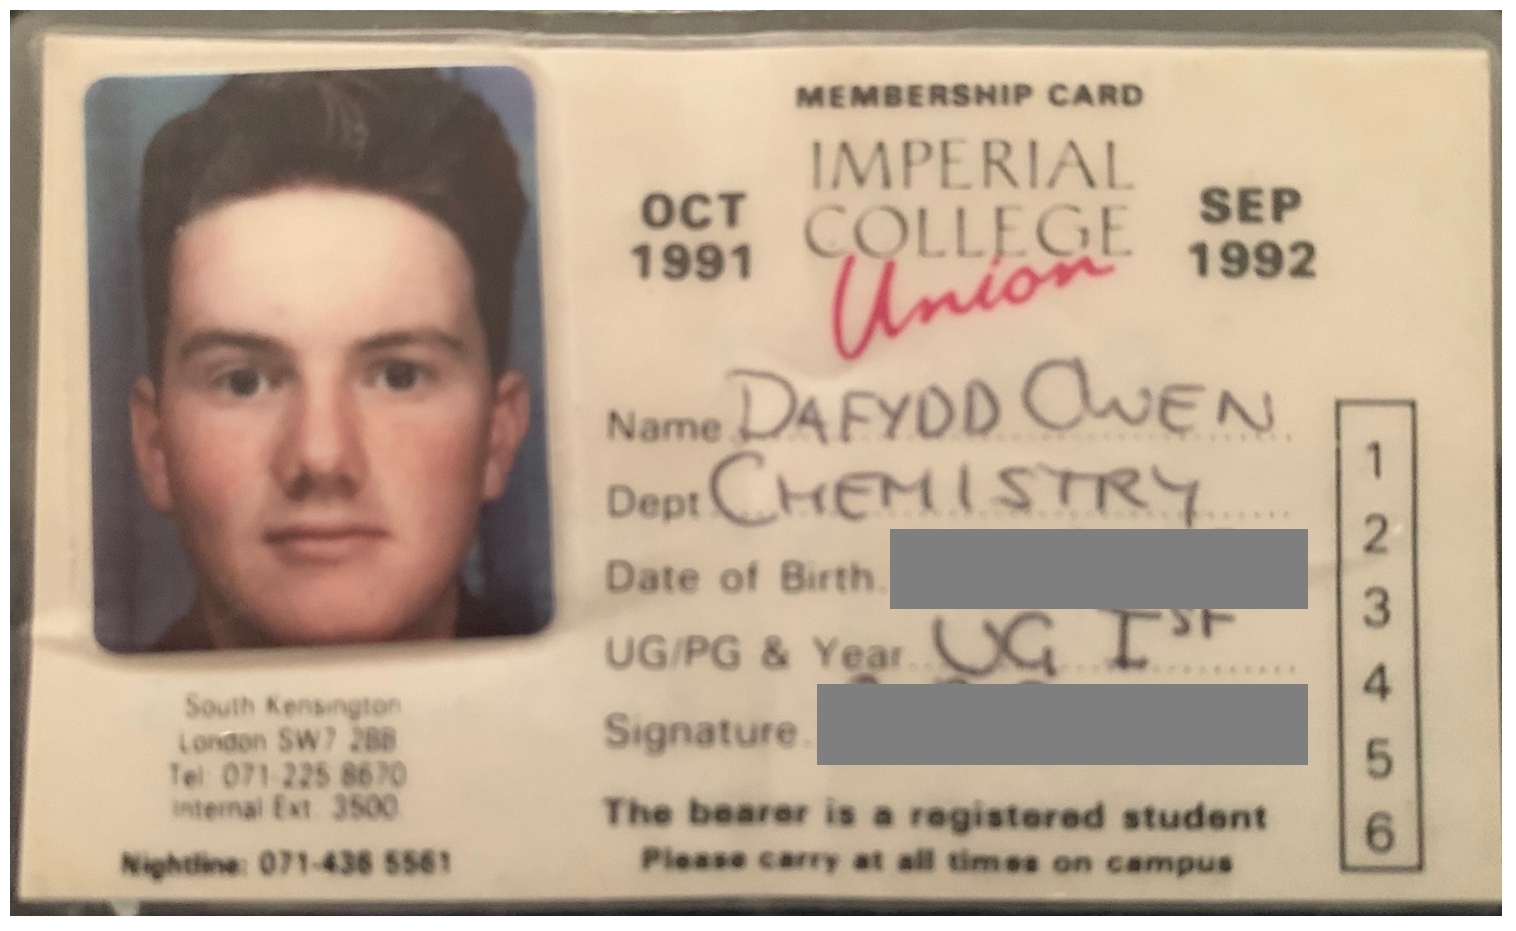 MEMBERSHIP CARD
IMPERIAL
COLLEGE
Union
OCT
1991
SEP
1992
Name DAFYDD OWEN
Dept CHEMISTRY
Date of Birth
UG/PG & Year UG Ist
Signature
The bearer is a registered student
Please carry at all times on campus
1
2
3
4
5
6
South Kensington
London SW7 2BB
Tel: 071 225 8670
Internal Ext: 3500
Nightline: 071-436 5561